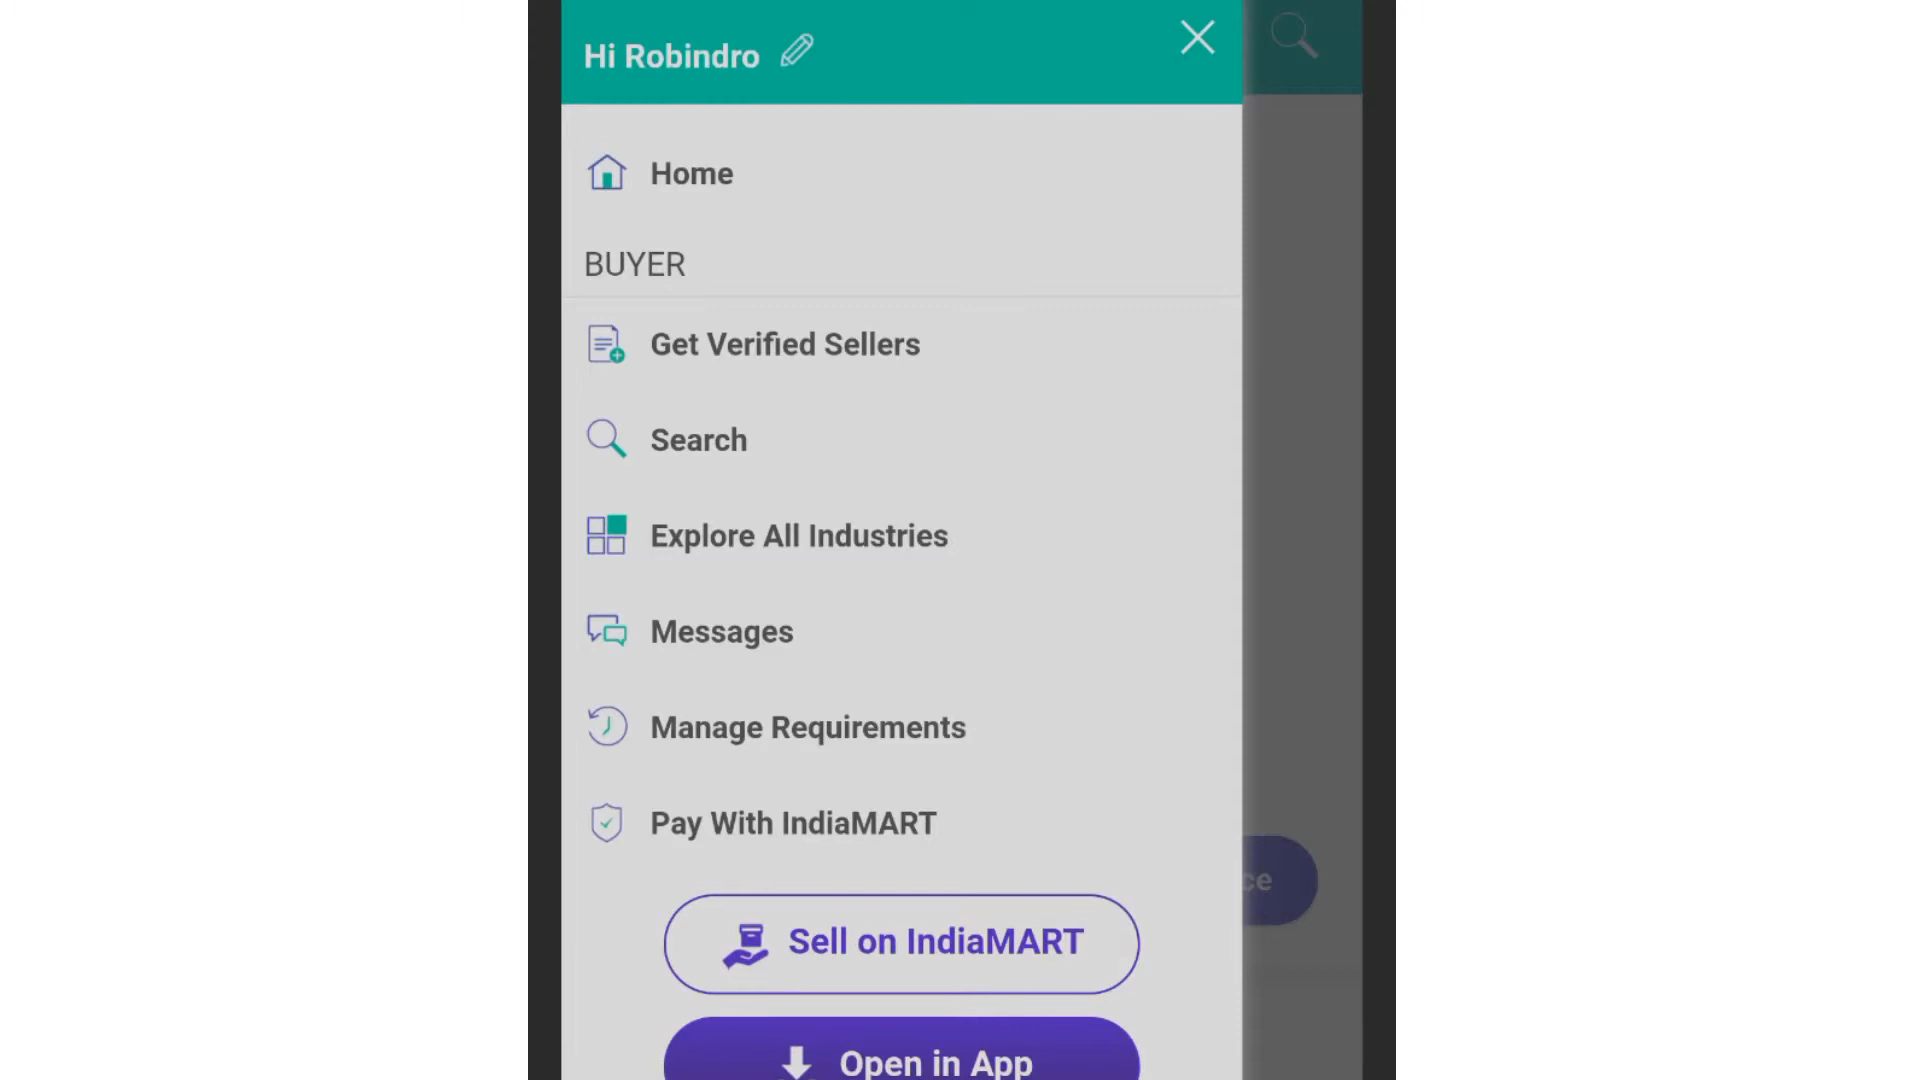 Hi Robindro
Home
BUYER
Get Verified Sellers
Search
Explore All Industries
Messages
Manage Requirements
Pay With IndiaMART
Sell on IndiaMART
Open in App